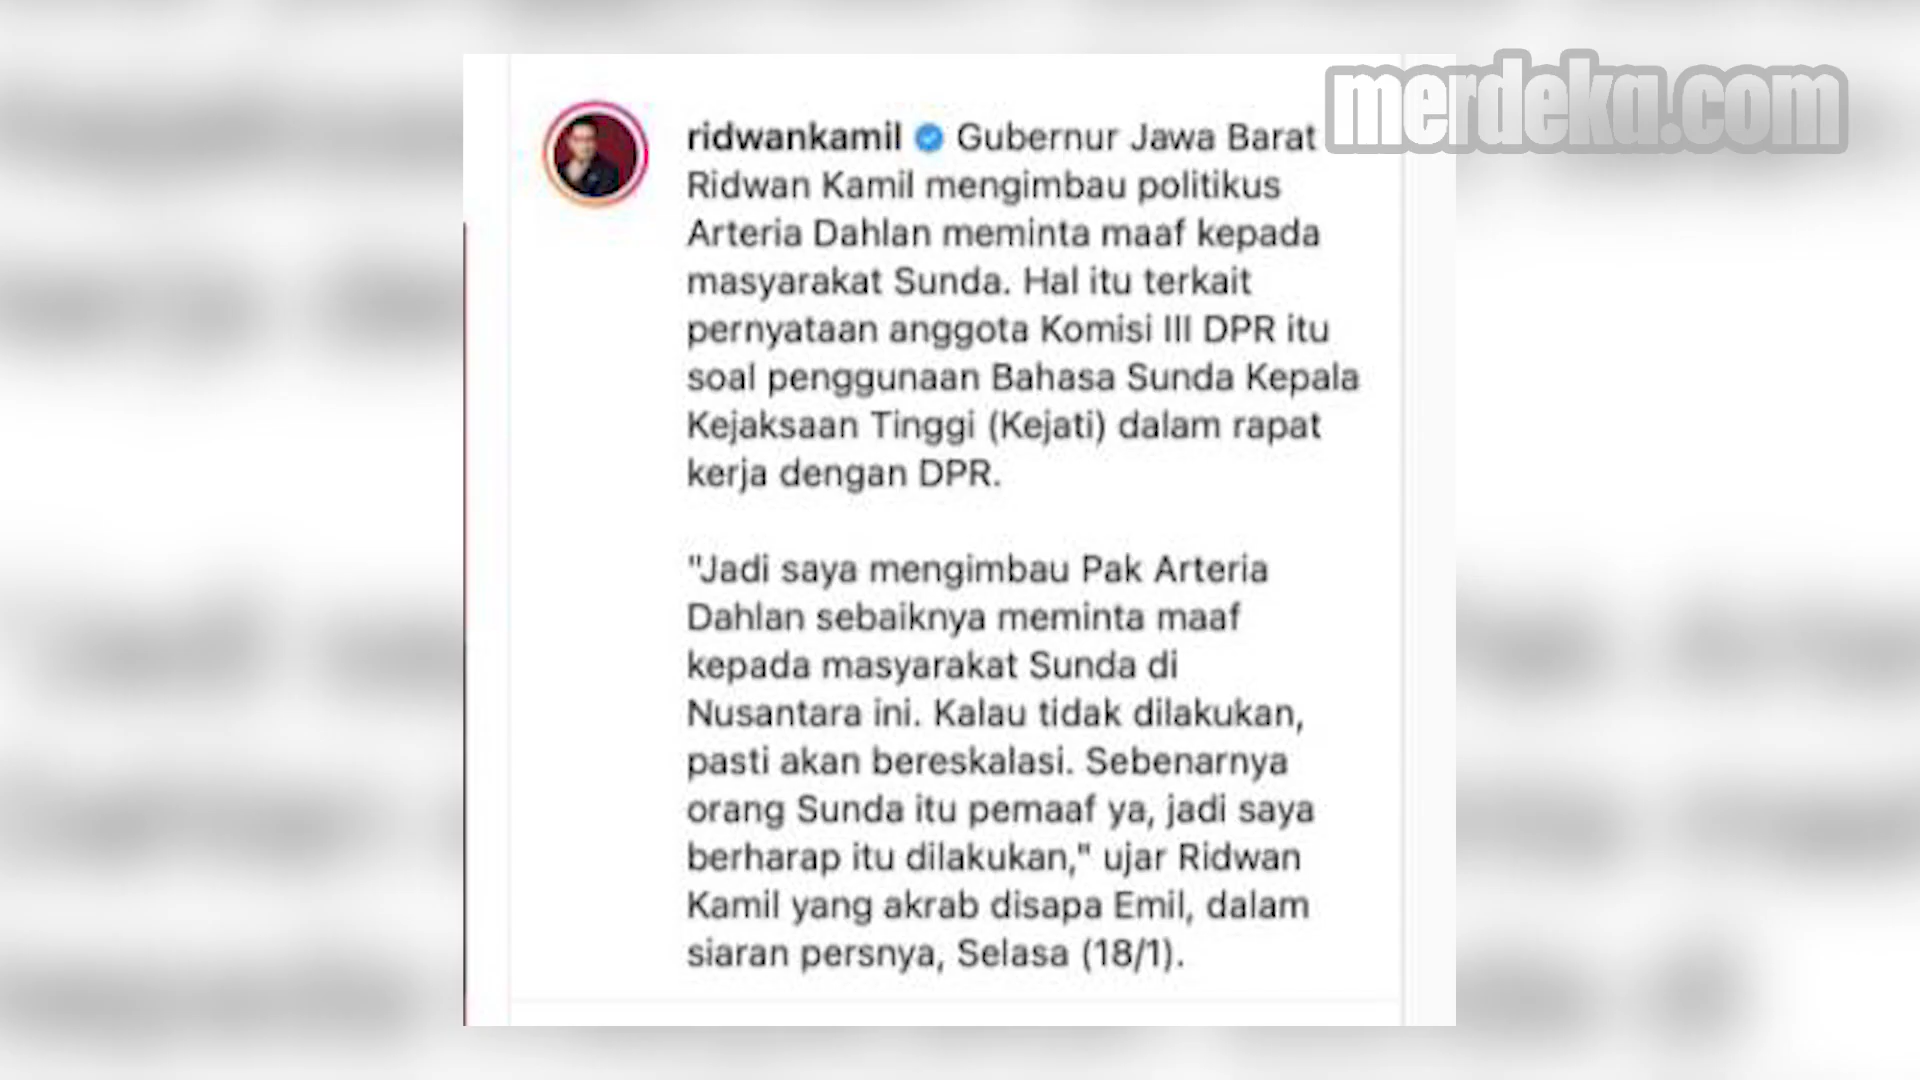 merdeka.com
ridwankamil Gubernur Jawa Barat
Ridwan Kamil mengimbau politikus
Arteria Dahlan meminta maaf kepada
masyarakat Sunda. Hal itu terkait
pernyataan anggota Komisi III DPR itu
soal penggunaan Bahasa Sunda Kepala
Kejaksaan Tinggi (Kejati) dalam rapat
kerja dengan DPR.
"Jadi saya mengimbau Pak Arteria
Dahlan sebaiknya meminta maaf
kepada masyarakat Sunda di
Nusantara ini. Kalau tidak dilakukan,
pasti akan bereskalasi. Sebenarnya
orang Sunda itu pemaaf ya, jadi saya
berharap itu dilakukan," ujar Ridwan
Kamil yang akrab disapa Emil, dalam
siaran persnya, Selasa (18/1).